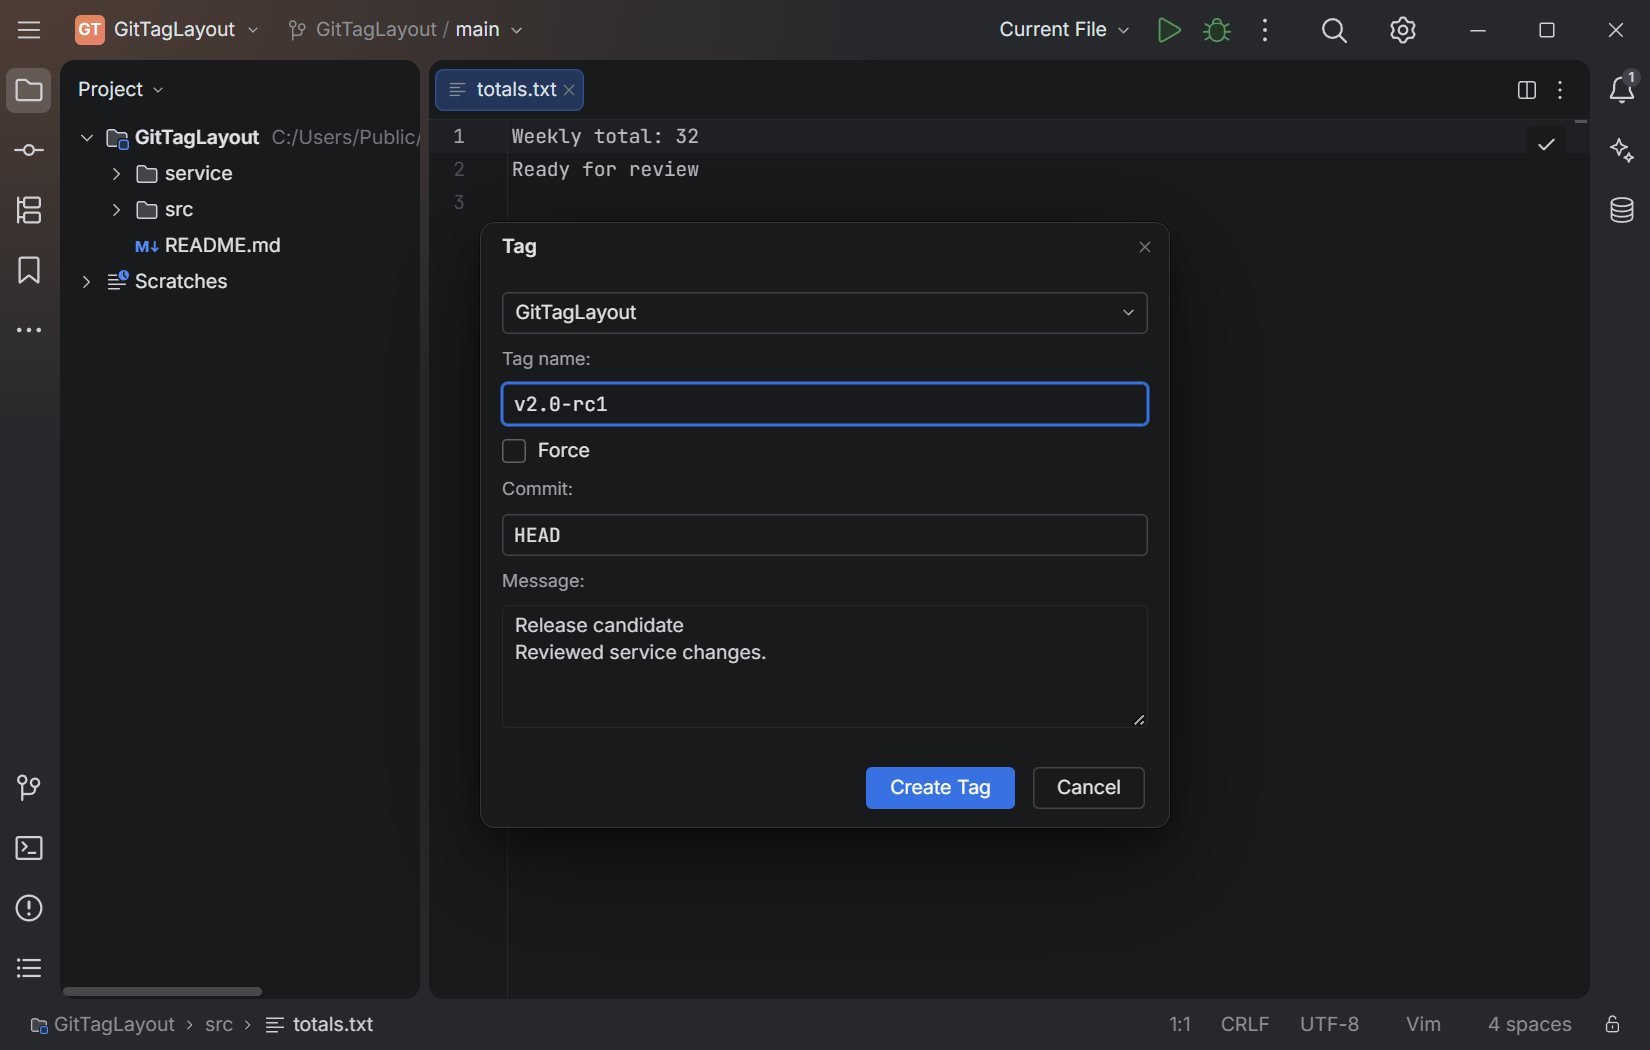 GT GitTagLayout GitTagLayout / main Current File
Project
totals.txt
1
GitTagLayout C:/Users/Public/
service
src
M↓ README.md
Scratches
1 Weekly total: 32
2 Ready for review
3
Tag
GitTagLayout
Tag name:
v2.0-rc1
Force
Commit:
HEAD
Message:
Release candidate
Reviewed service changes.
Create Tag Cancel
GitTagLayout › src › totals.txt 1:1 CRLF UTF-8 Vim 4 spaces